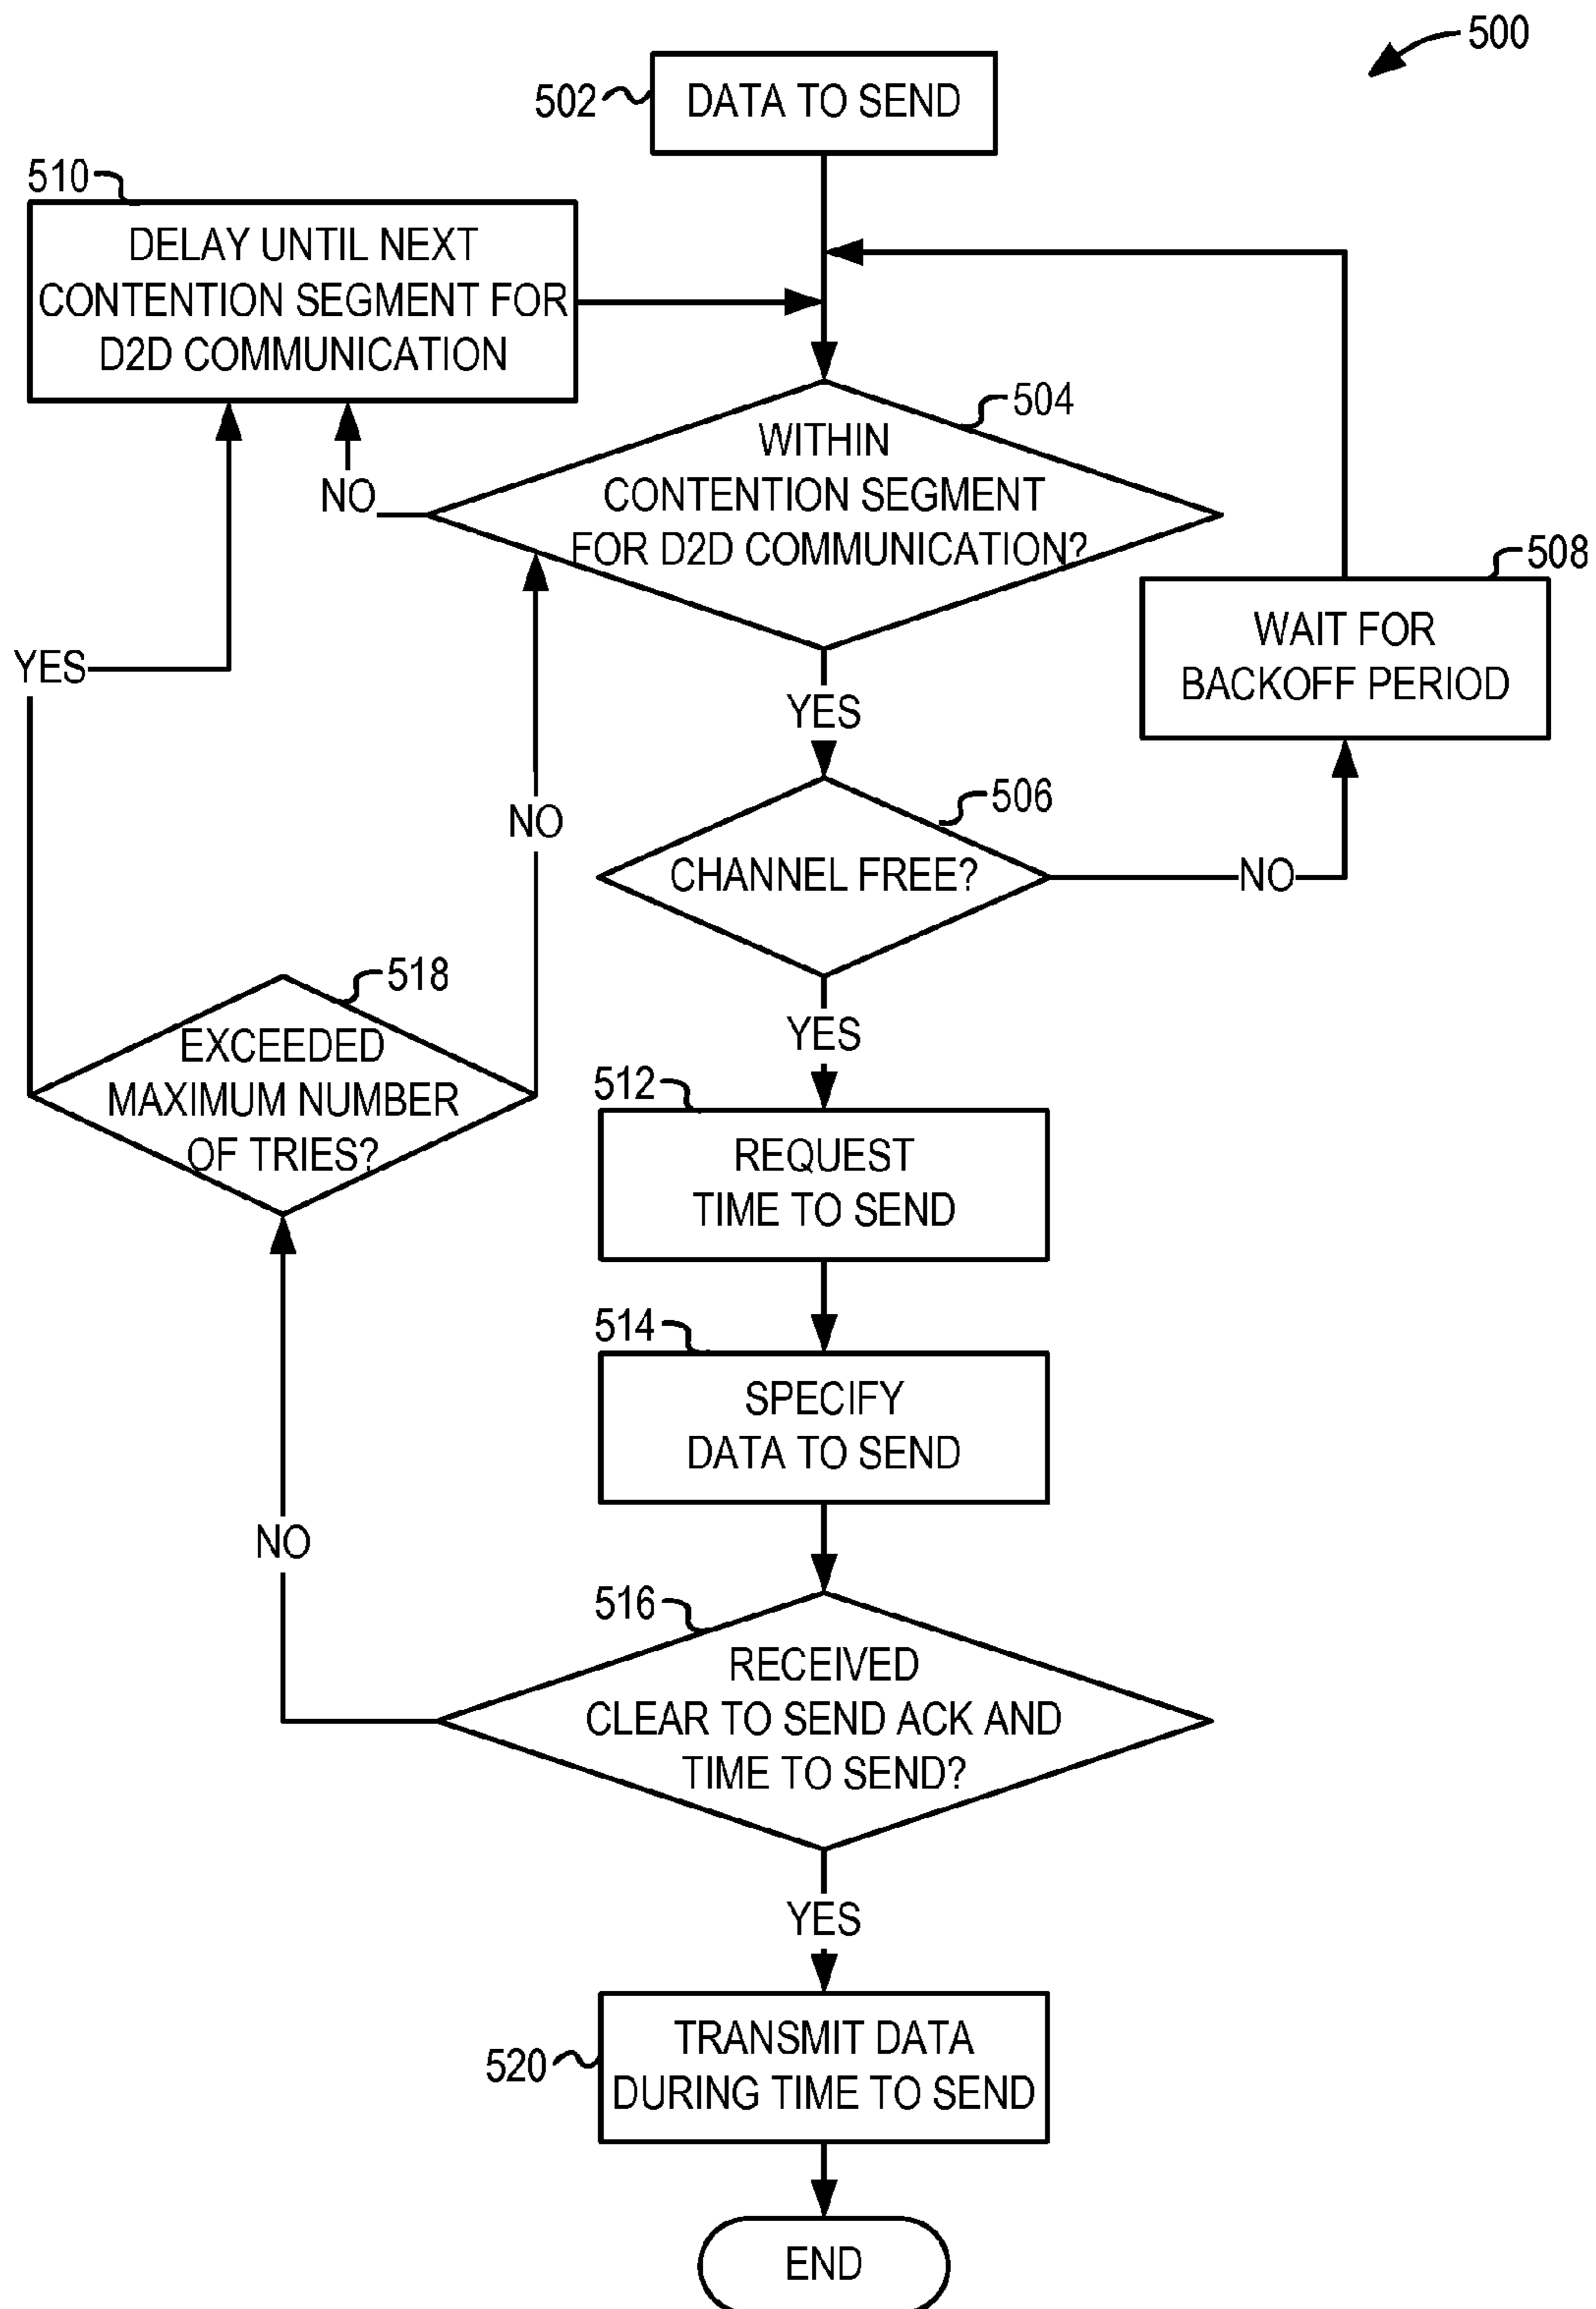 500
502
DATA TO SEND
510
DELAY UNTIL NEXT
CONTENTION SEGMENT FOR
D2D COMMUNICATION
504
WITHIN
CONTENTION SEGMENT
FOR D2D COMMUNICATION?
NO
508
WAIT FOR
BACKOFF PERIOD
YES
YES
506
CHANNEL FREE?
NO
NO
518
EXCEEDED
MAXIMUM NUMBER
OF TRIES?
YES
512
REQUEST
TIME TO SEND
514
SPECIFY
DATA TO SEND
NO
516
RECEIVED
CLEAR TO SEND ACK AND
TIME TO SEND?
YES
520
TRANSMIT DATA
DURING TIME TO SEND
END